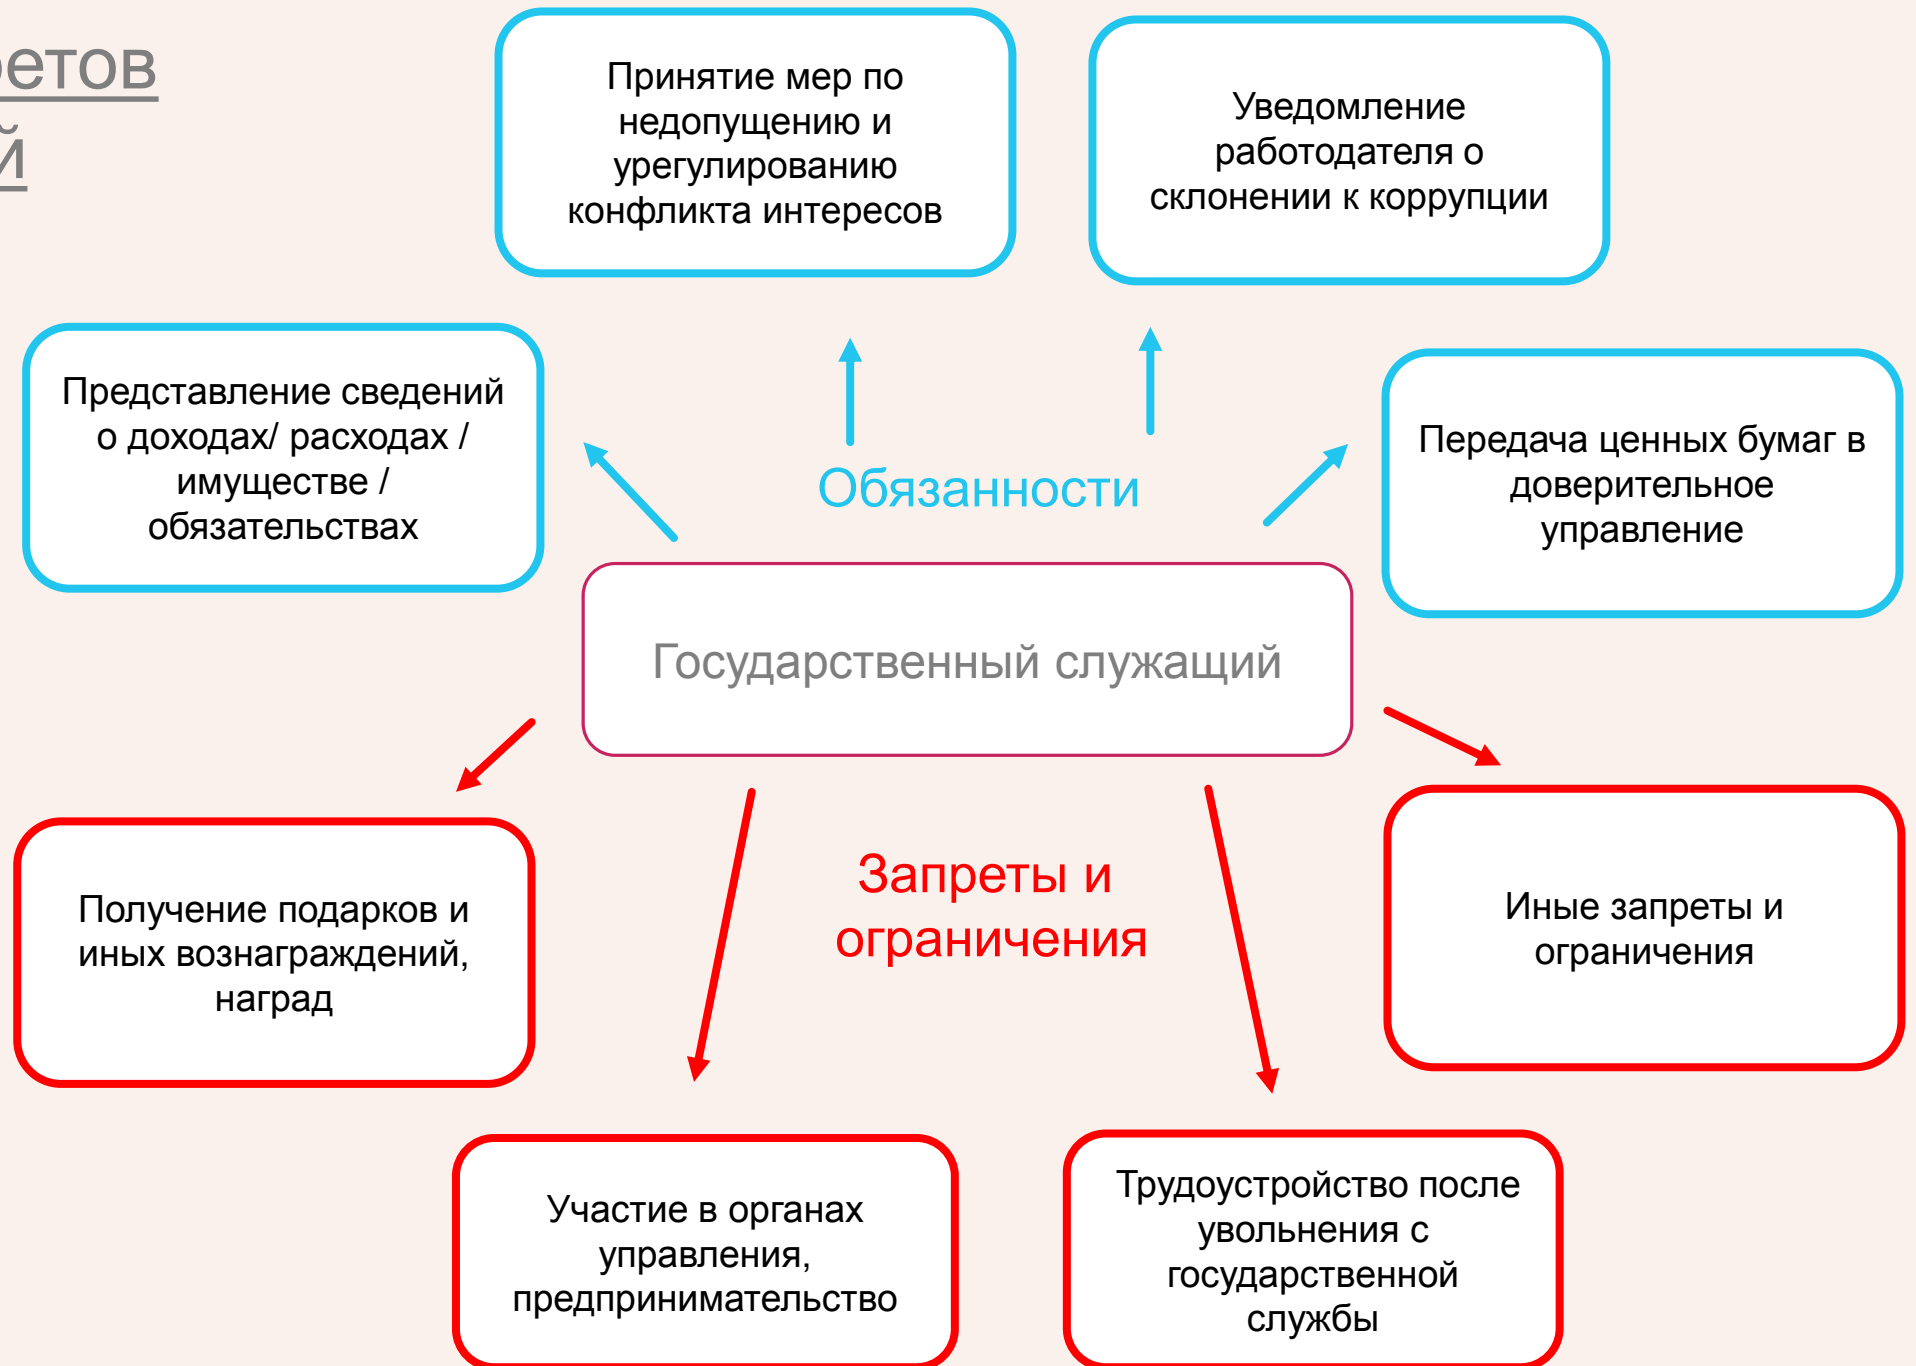 Принятие мер по
недопущению и
урегулированию
конфликта интересов
Уведомление
работодателя о
склонении к коррупции
Представление сведений
о доходах/ расходах /
имуществе /
обязательствах
Передача ценных бумаг в
доверительное
управление
Обязанности
Государственный служащий
Запреты и
ограничения
Получение подарков и
иных вознаграждений,
наград
Иные запреты и
ограничения
Участие в органах
управления,
предпринимательство
Трудоустройство после
увольнения с
государственной
службы